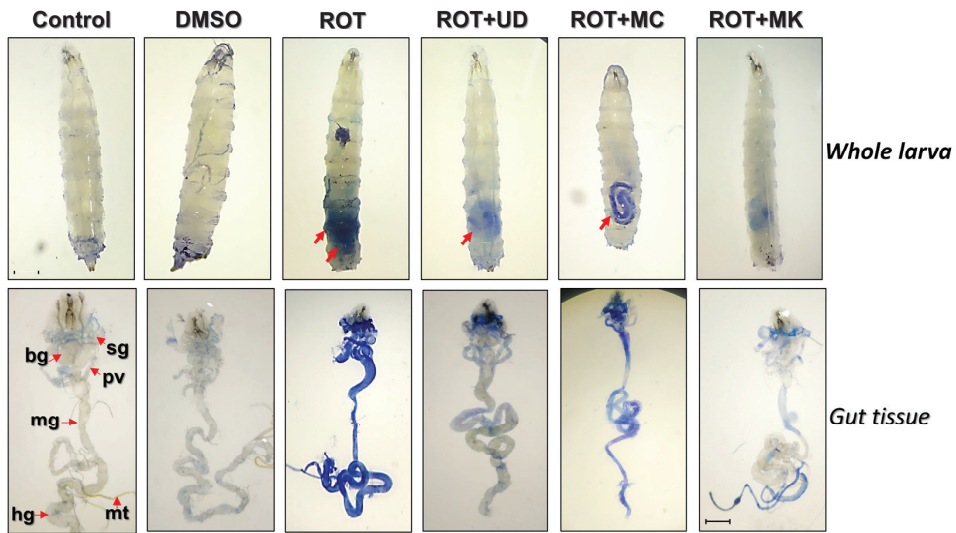 Control DMSO ROT ROT+UD ROT+MC ROT+MK
Whole larva
bg sg
pv
mg
hg mt
Gut tissue